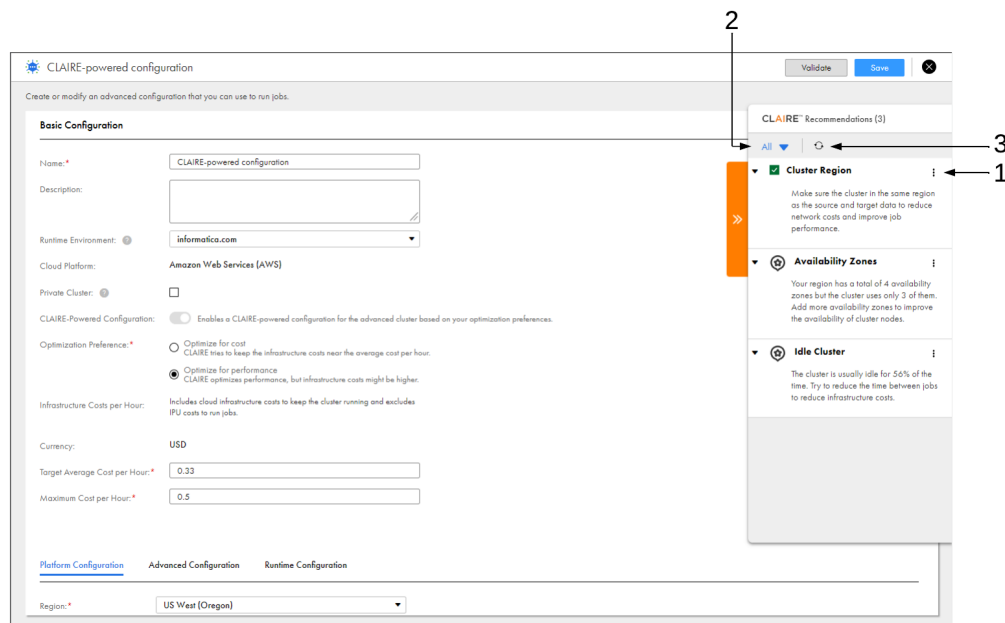 2
CLAIRE-powered configuration
Validate
Save
Create or modify an advanced configuration that you can use to run jobs.
Basic Configuration
Name:*
CLAIRE-powered configuration
Description:
Runtime Environment: ?
informatica.com
Cloud Platform:
Amazon Web Services (AWS)
Private Cluster: ?
CLAIRE-Powered Configuration:
Enables a CLAIRE-powered configuration for the advanced cluster based on your optimization preferences.
Optimization Preference:*
Optimize for cost
CLAIRE tries to keep the infrastructure costs near the average cost per hour.
Optimize for performance
CLAIRE optimizes performance, but infrastructure costs might be higher.
Infrastructure Costs per Hour:
Includes cloud infrastructure costs to keep the cluster running and excludes
IPU costs to run jobs.
Currency:
USD
Target Average Cost per Hour:*
0.33
Maximum Cost per Hour:*
0.5
Platform Configuration
Advanced Configuration
Runtime Configuration
Region:*
US West (Oregon)
CLAIRE™ Recommendations (3)
All
3
Cluster Region
1
Make sure the cluster in the same region
as the source and target data to reduce
network costs and improve job
performance.
Availability Zones
Your region has a total of 4 availability
zones but the cluster uses only 3 of them.
Add more availability zones to improve
the availability of cluster nodes.
Idle Cluster
The cluster is usually idle for 56% of the
time. Try to reduce the time between jobs
to reduce infrastructure costs.